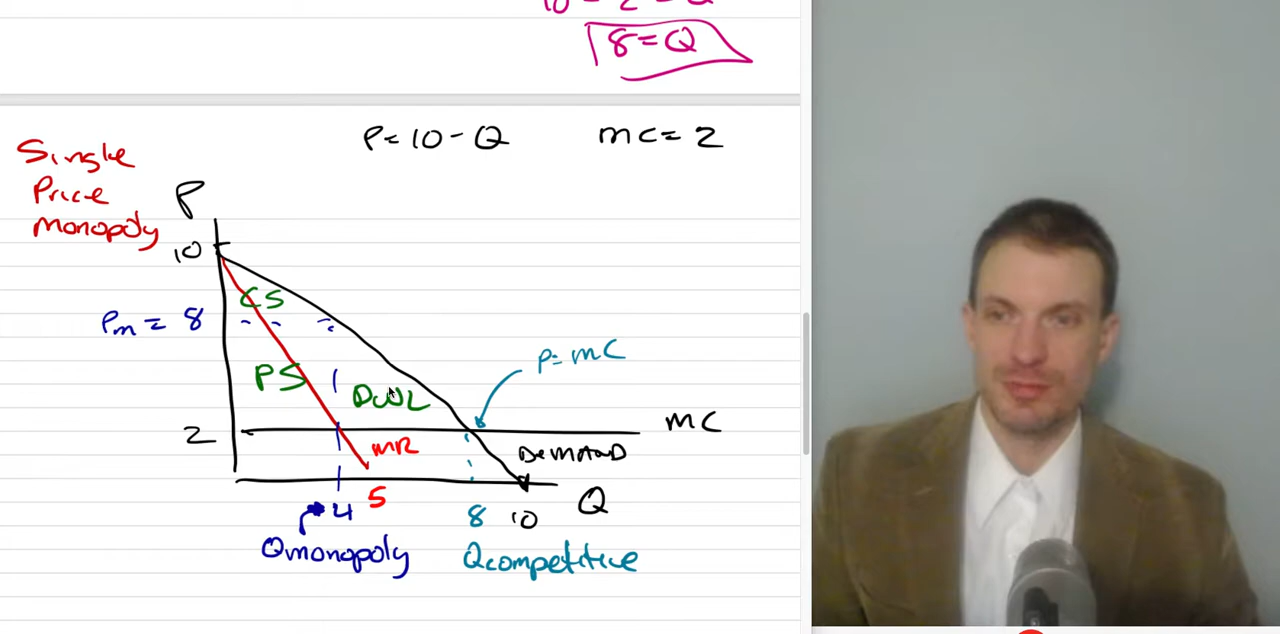 8=Q
P=10-Q
MC=2
Single
Price
Monopoly
P
10
CS
Pm = 8
P=MC
PS
DWL
2
MC
MR
DEMAND
5
Q
4
8
10
Qmonopoly
Qcompetitive